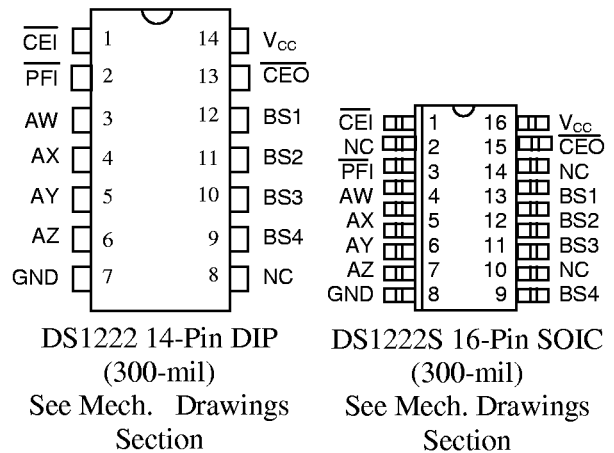 CEI 1 14 VCC
PFI 2 13 CEO
AW 3 12 BS1
AX 4 11 BS2
AY 5 10 BS3
AZ 6 9 BS4
GND 7 8 NC
DS1222 14-Pin DIP
(300-mil)
See Mech. Drawings
Section
CEI 1 16 VCC
NC 2 15 CEO
PFI 3 14 NC
AW 4 13 BS1
AX 5 12 BS2
AY 6 11 BS3
AZ 7 10 NC
GND 8 9 BS4
DS1222S 16-Pin SOIC
(300-mil)
See Mech. Drawings
Section